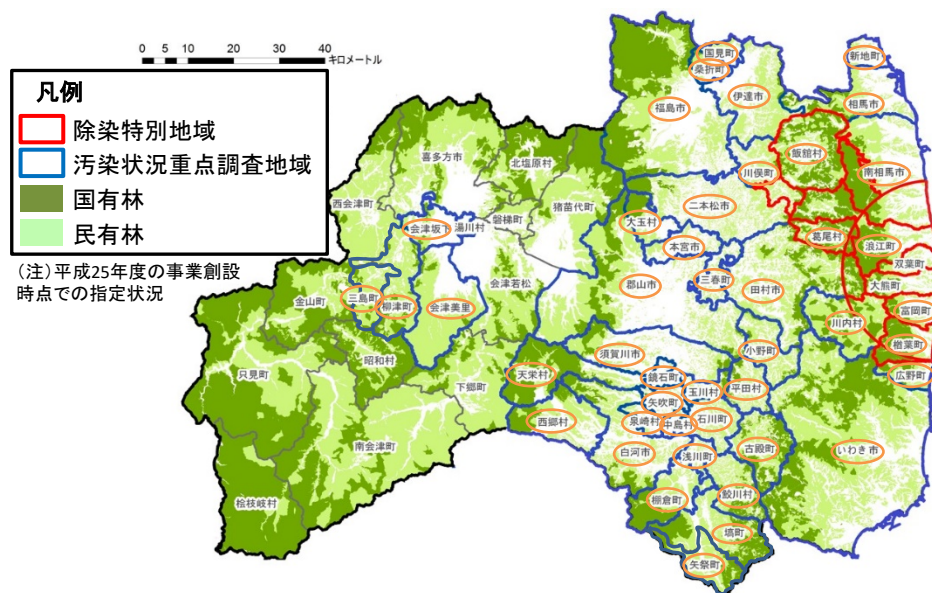 0 5 10 20 30 40
キロメートル
凡例
除染特別地域
汚染状況重点調査地域
国有林
民有林
(注)平成25年度の事業創設
時点での指定状況
国見町
桑折町
新地町
伊達市
相馬市
福島市
飯舘村
川俣町
南相馬市
喜多方市
北塩原村
西会津町
猪苗代町
磐梯町
会津坂下
湯川村
二本松市
大玉村
本宮市
葛尾村
浪江町
双葉町
大熊町
三春町
田村市
郡山市
会津若松
金山町
三島町
柳津町
会津美里
富岡町
川内村
楢葉町
昭和村
小野町
須賀川市
広野町
只見町
下郷町
天栄村
鏡石町
玉川村
平田村
矢吹町
西郷村
泉崎村
中島村
石川町
南会津町
白河市
浅川町
古殿町
いわき市
桧枝岐村
棚倉町
鮫川村
塙町
矢祭町